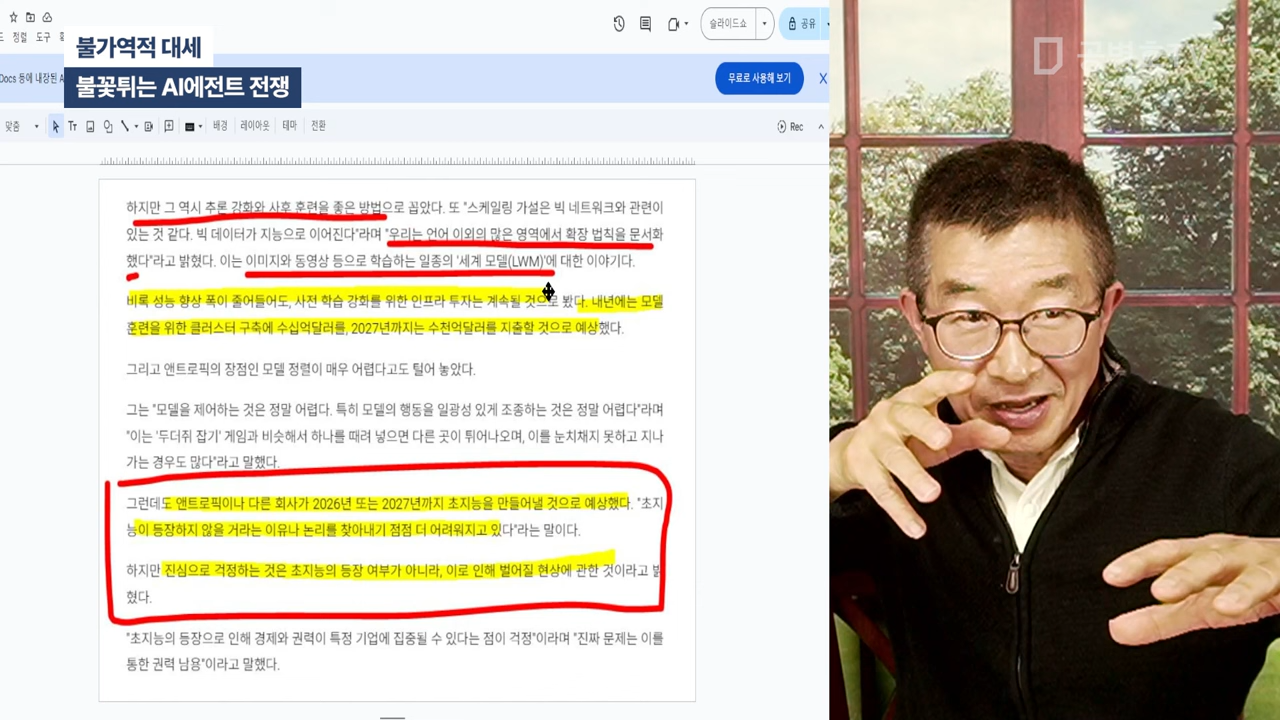 정렬 도구
슬라이드쇼
공유
불가역적 대세
불꽃튀는 AI에전트 전쟁
Docs 등에 내장된
무료로 사용해 보기
X
맞춤
배경
레이아웃
테마
전환
Rec
하지만 그 역시 추론 강화와 사후 훈련을 좋은 방법으로 꼽았다. 또 "스케일링 가설은 빅 네트워크와 관련이
있는 것 같다. 빅 데이터가 지능으로 이어진다"라며 "우리는 언어 이외의 많은 영역에서 확장 법칙을 문서화
했다"라고 밝혔다. 이는 이미지와 동영상 등으로 학습하는 일종의 '세계 모델(LWM)'에 대한 이야기다.
비록 성능 향상 폭이 줄어들어도, 사전 학습 강화를 위한 인프라 투자는 계속될 것으로 봤다. 내년에는 모델
훈련을 위한 클러스터 구축에 수십억달러를, 2027년까지는 수천억달러를 지출할 것으로 예상했다.
그리고 앤트로픽의 장점인 모델 정렬이 매우 어렵다고도 털어 놓았다.
그는 "모델을 제어하는 것은 정말 어렵다. 특히 모델의 행동을 일괄성 있게 조종하는 것은 정말 어렵다"라며
"이는 '두더쥐 잡기' 게임과 비슷해서 하나를 때려 넣으면 다른 곳이 튀어나오며, 이를 눈치채지 못하고 지나
가는 경우도 많다"라고 말했다.
그런데도 앤트로픽이나 다른 회사가 2026년 또는 2027년까지 초지능을 만들어낼 것으로 예상했다. "초지
능이 등장하지 않을 거라는 이유나 논리를 찾아내기 점점 더 어려워지고 있다"라는 말이다.
하지만 진심으로 걱정하는 것은 초지능의 등장 여부가 아니라, 이로 인해 벌어질 현상에 관한 것이라고 밝
혔다.
"초지능의 등장으로 인해 경제와 권력이 특정 기업에 집중될 수 있다는 점이 걱정"이라며 "진짜 문제는 이를
통한 권력 남용"이라고 말했다.